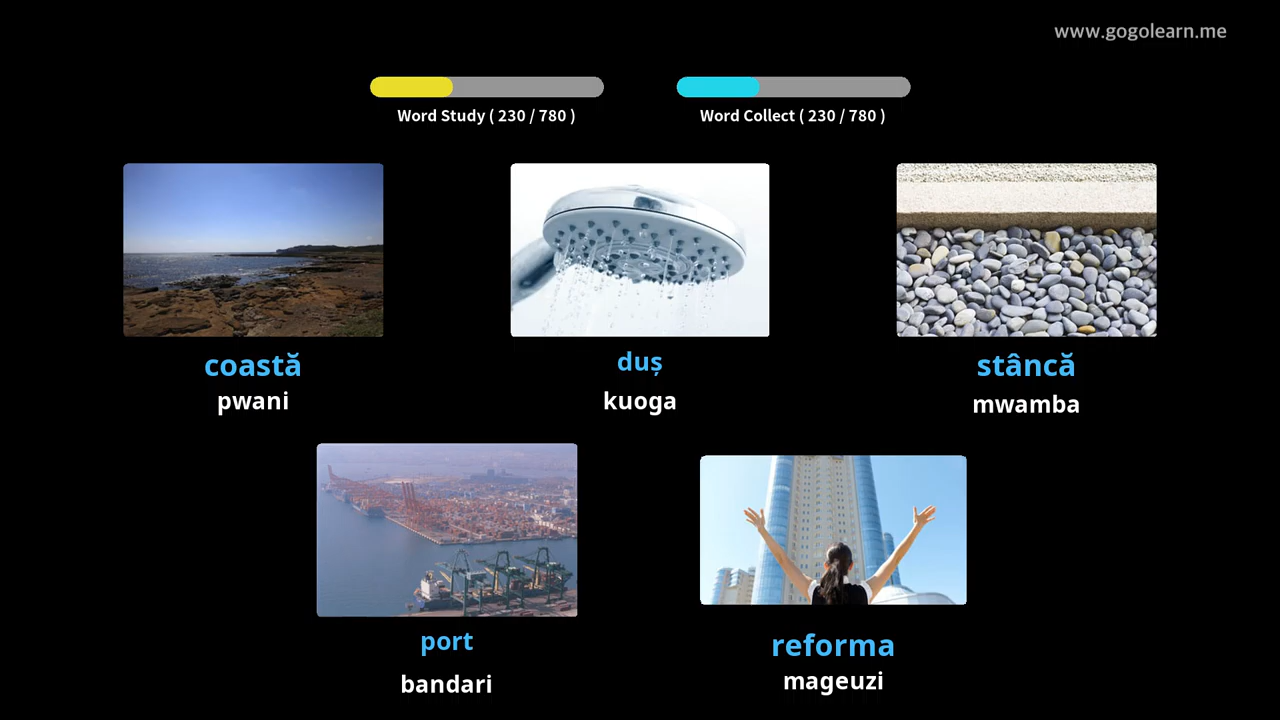 www.gogolearn.me
Word Study ( 230 / 780 )
Word Collect ( 230 / 780 )
coastă
duș
stâncă
pwani
kuoga
mwamba
port
reforma
bandari
mageuzi